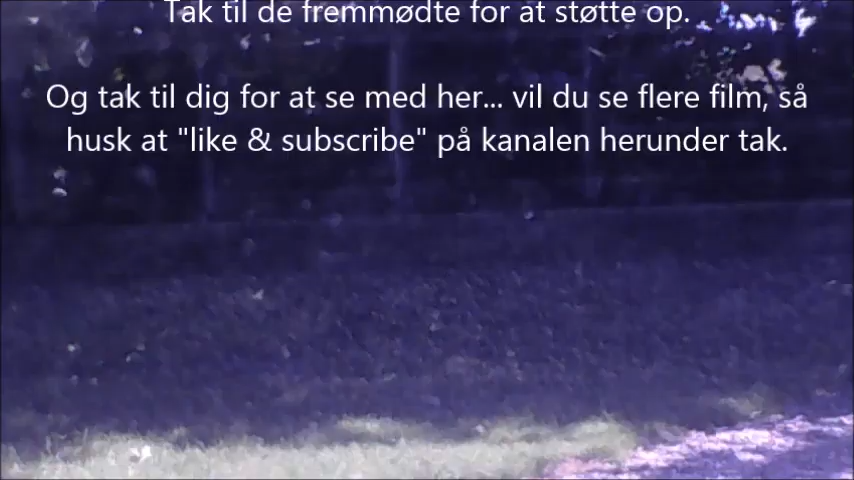 Tak til de fremmødte for at støtte op.
Og tak til dig for at se med her... vil du se flere film, så
husk at "like & subscribe" på kanalen herunder tak.